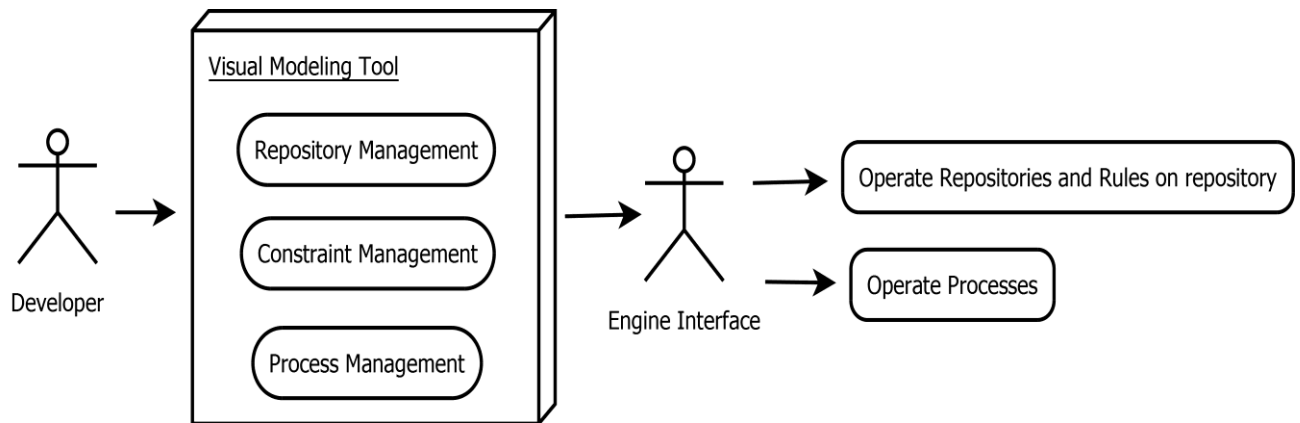 Visual Modeling Tool
Repository Management
Constraint Management
Process Management
Developer
Engine Interface
Operate Repositories and Rules on repository
Operate Processes